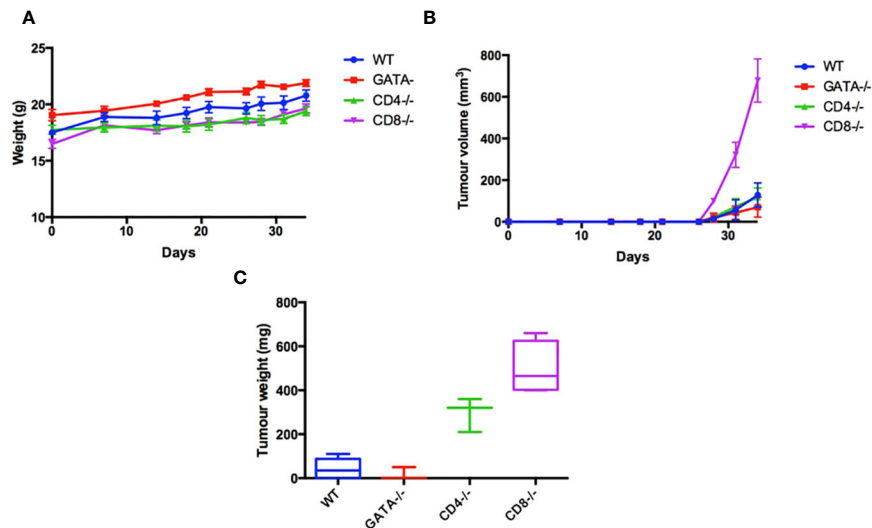 A
Weight (g)
25
20
15
10
0
10
20
30
Days
WT
GATA-
CD4-/-
CD8-/-
B
Tumour volume (mm³)
800
600
400
200
0
0
10
20
30
Days
WT
GATA-/-
CD4-/-
CD8-/-
C
Tumour weight (mg)
800
600
400
200
0
WT
GATA-/-
CD4-/-
CD8-/-